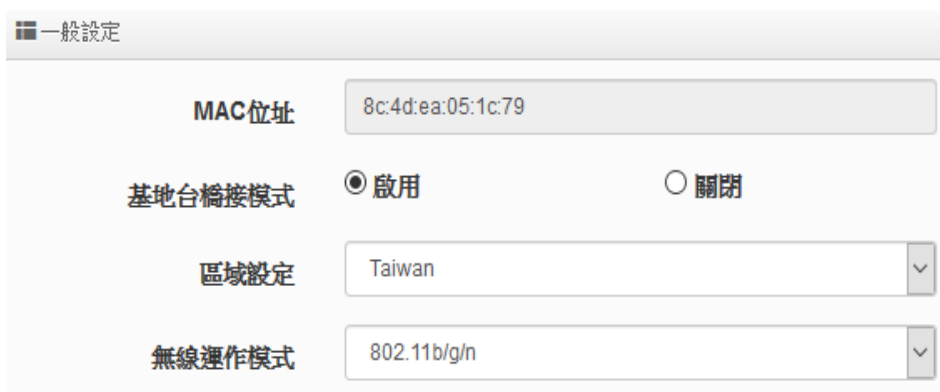 一般設定
MAC位址 8c:4d:ea:05:1c:79
基地台橋接模式 啟用 關閉
區域設定 Taiwan
無線運作模式 802.11b/g/n